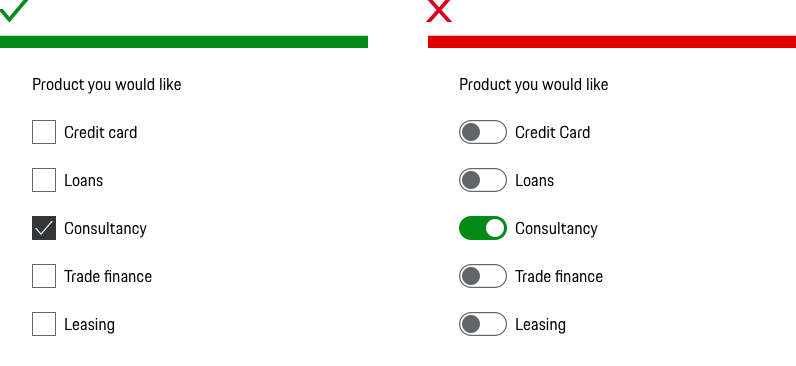 Product you would like
Credit card
Loans
Consultancy
Trade finance
Leasing
Product you would like
Credit Card
Loans
Consultancy
Trade finance
Leasing